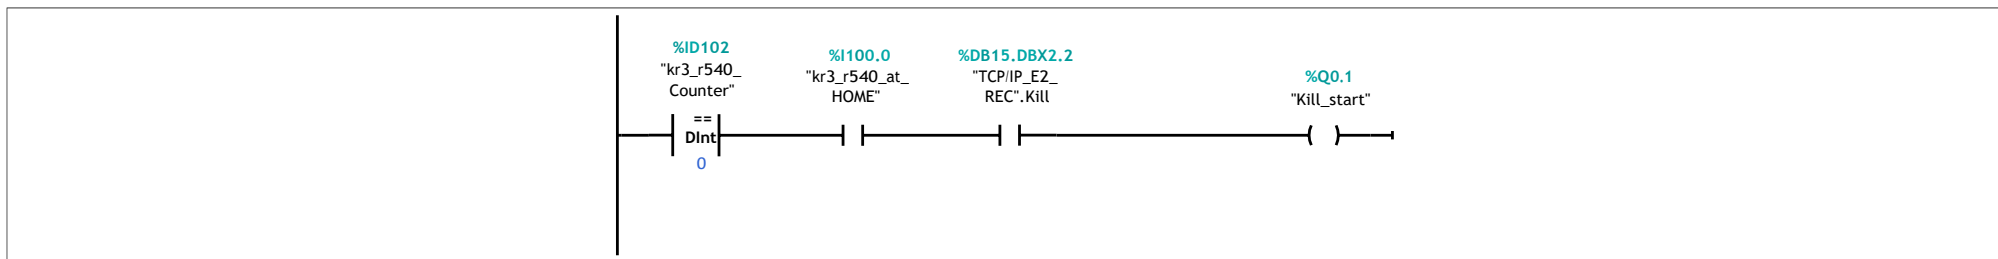 %ID102
"kr3_r540_
Counter"
==
DInt
0
%I100.0
"kr3_r540_at_
HOME"
%DB15.DBX2.2
"TCP/IP_E2_
REC".Kill
%Q0.1
"Kill_start"